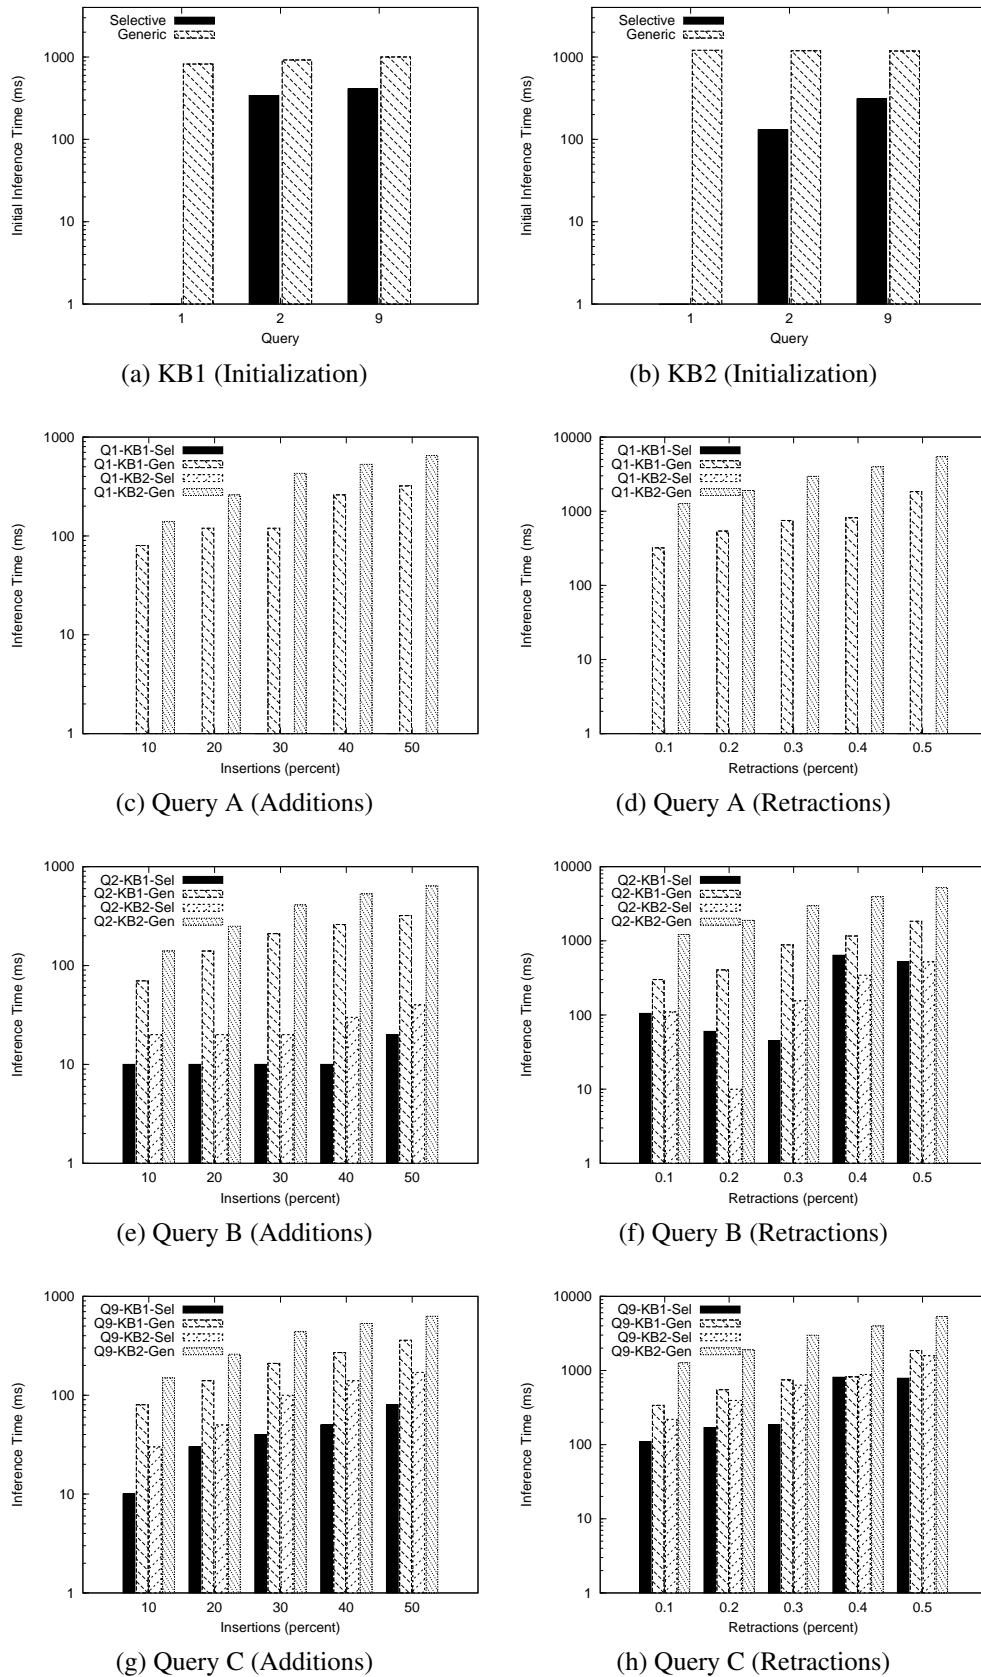 Selective
Generic
1000
100
10
1
Initial Inference Time (ms)
1 2 9
Query
(a) KB1 (Initialization)
Selective
Generic
1000
100
10
1
Initial Inference Time (ms)
1 2 9
Query
(b) KB2 (Initialization)
Q1-KB1-Sel
Q1-KB1-Gen
Q1-KB2-Sel
Q1-KB2-Gen
1000
100
10
1
Inference Time (ms)
10 20 30 40 50
Insertions (percent)
(c) Query A (Additions)
Q1-KB1-Sel
Q1-KB1-Gen
Q1-KB2-Sel
Q1-KB2-Gen
10000
1000
100
10
1
Inference Time (ms)
0.1 0.2 0.3 0.4 0.5
Retractions (percent)
(d) Query A (Retractions)
Q2-KB1-Sel
Q2-KB1-Gen
Q2-KB2-Sel
Q2-KB2-Gen
1000
100
10
1
Inference Time (ms)
10 20 30 40 50
Insertions (percent)
(e) Query B (Additions)
Q2-KB1-Sel
Q2-KB1-Gen
Q2-KB2-Sel
Q2-KB2-Gen
10000
1000
100
10
1
Inference Time (ms)
0.1 0.2 0.3 0.4 0.5
Retractions (percent)
(f) Query B (Retractions)
Q9-KB1-Sel
Q9-KB1-Gen
Q9-KB2-Sel
Q9-KB2-Gen
1000
100
10
1
Inference Time (ms)
10 20 30 40 50
Insertions (percent)
(g) Query C (Additions)
Q9-KB1-Sel
Q9-KB1-Gen
Q9-KB2-Sel
Q9-KB2-Gen
10000
1000
100
10
1
Inference Time (ms)
0.1 0.2 0.3 0.4 0.5
Retractions (percent)
(h) Query C (Retractions)